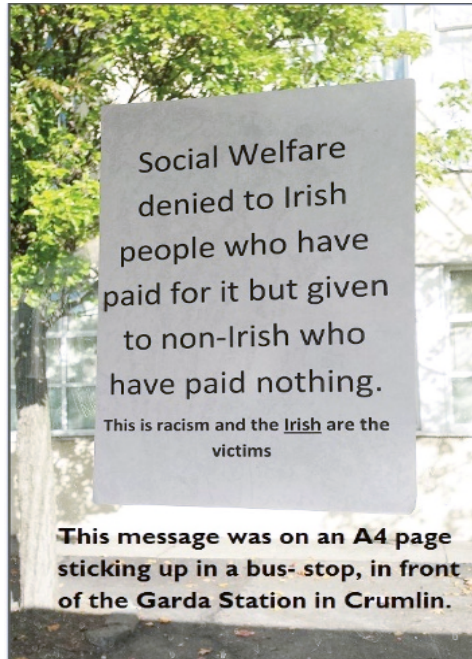 Social Welfare
denied to Irish
people who have
paid for it but given
to non-Irish who
have paid nothing.
This is racism and the Irish are the
victims
This message was on an A4 page
sticking up in a bus- stop, in front
of the Garda Station in Crumlin.